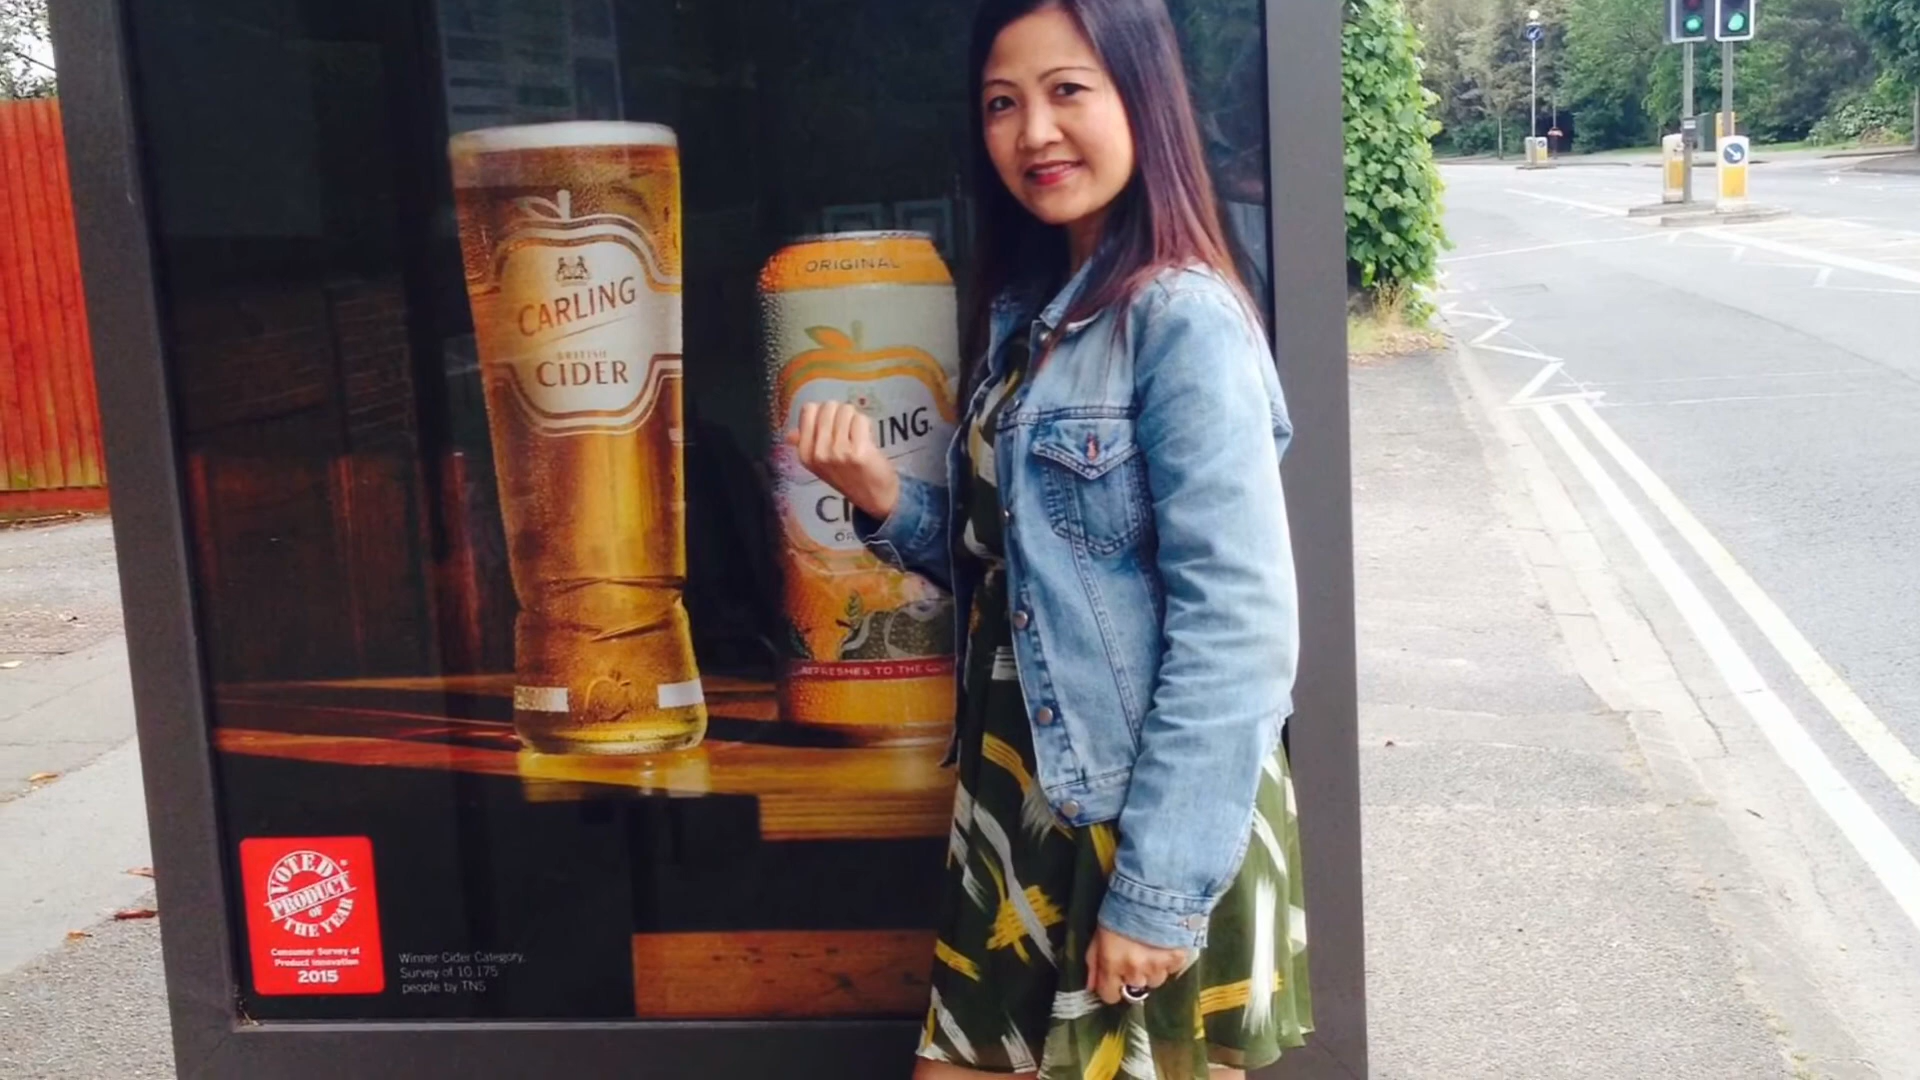 CARLING
BRITISH
CIDER
ORIGINAL
LING
CI
REFRESHES TO THE
VOTED
PRODUCT
OF
THE YEAR
Consumer Survey of
Product Innovation
2015
Winner Cider Category.
Survey of 10,175
people by TNS